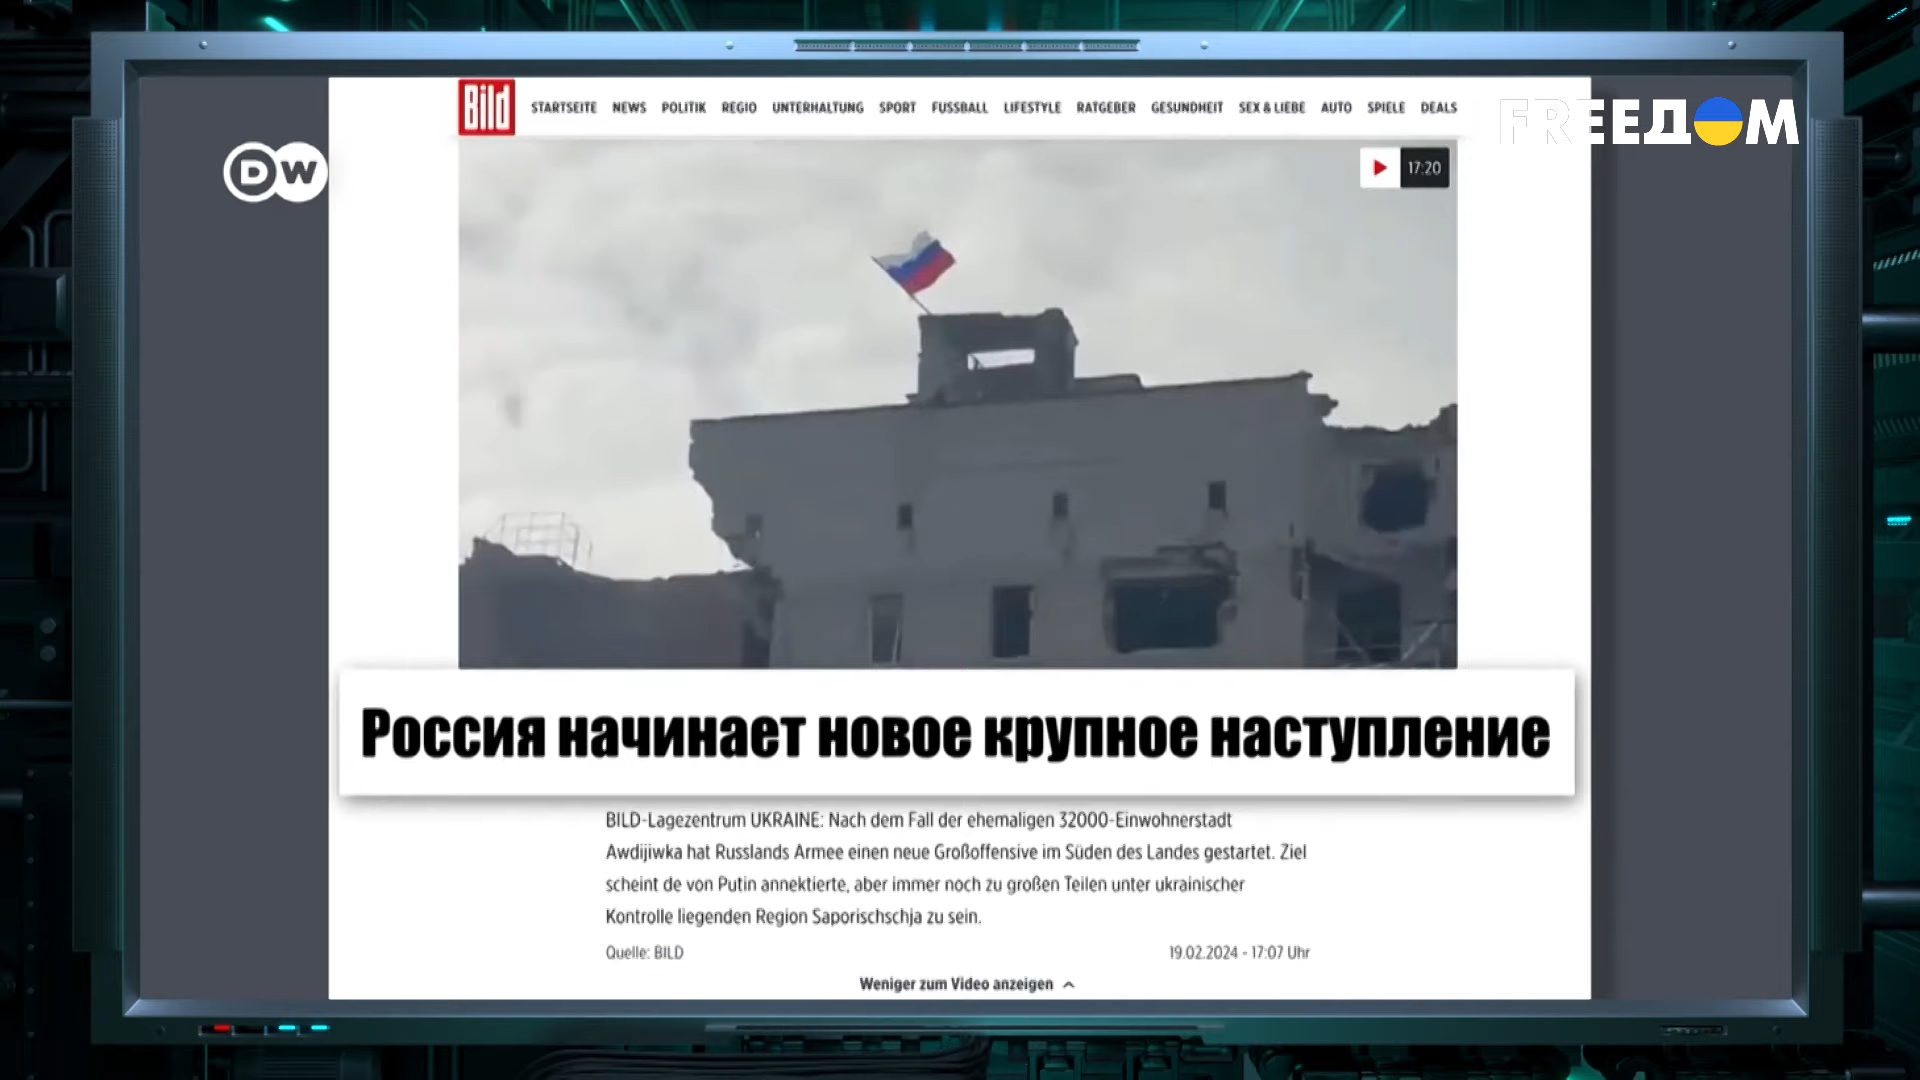 Bild STARTSEITE NEWS POLITIK REGIO UNTERHALTUNG SPORT FUSSBALL LIFESTYLE RATGEBER GESUNDHEIT SEX & LIEBE AUTO SPIELE DEALS
FREEДОМ
DW
17:20
Россия начинает новое крупное наступление
BILD-Lagezentrum UKRAINE: Nach dem Fall der ehemaligen 32000-Einwohnerstadt
Awdijiwka hat Russlands Armee einen neue Großoffensive im Süden des Landes gestartet. Ziel
scheint de von Putin annektierte, aber immer noch zu großen Teilen unter ukrainischer
Kontrolle liegenden Region Saporischschja zu sein.
Quelle: BILD 19.02.2024 - 17:07 Uhr
Weniger zum Video anzeigen